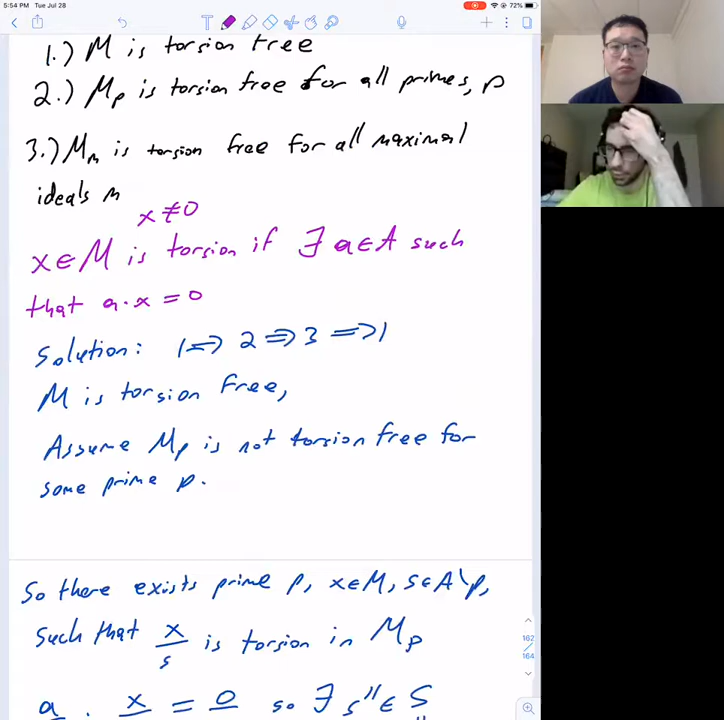 5:54 PM Tue Jul 28
72%
1.) M is torsion free
2.) Mp is torsion free for all primes, p
3.) Mm is torsion free for all maximal
ideals m
x≠0
x∈M is torsion if ∃ a∈A such
that a·x = 0
Solution: 1⇒ 2 ⇒ 3 ⇒ 1
M is torsion free,
Assume Mp is not torsion free for
some prime p.
So there exists prime p, x∈M, s∈A\p,
such that x/s is torsion in Mp
162
/
164
a · x = 0 so ∃ s'' ∈ S